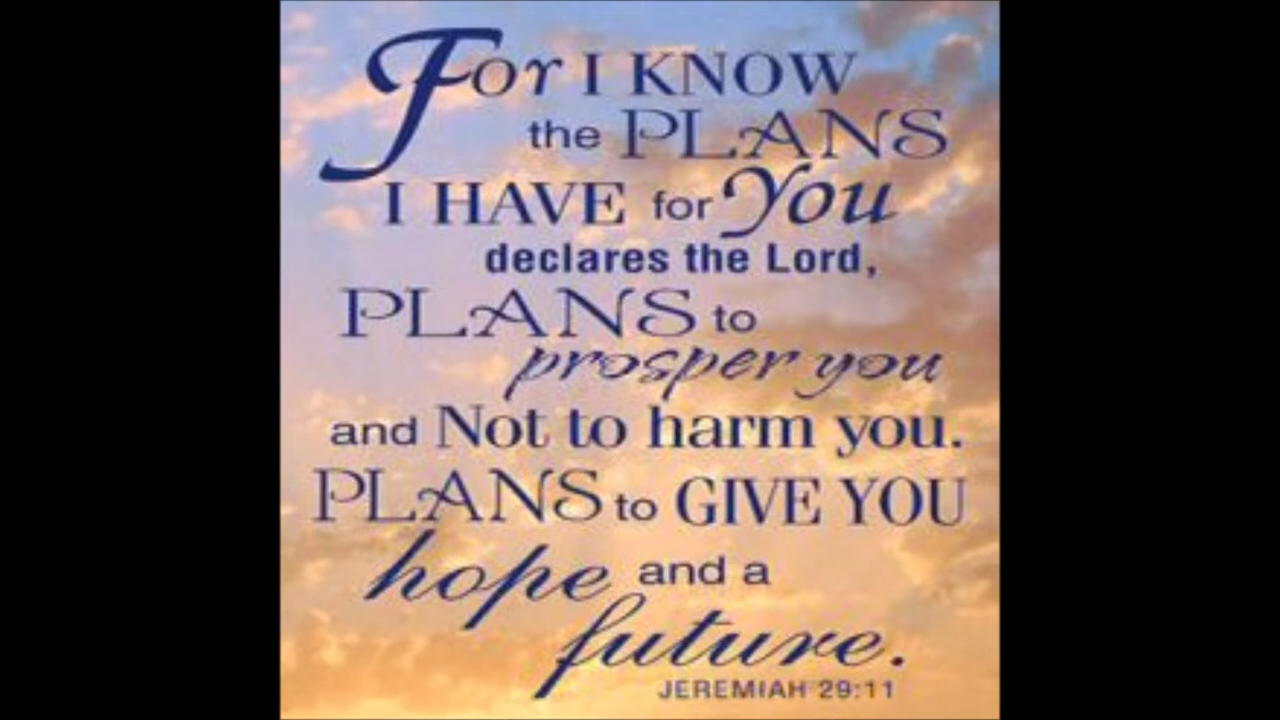 For I KNOW
the PLANS
I HAVE for You
declares the Lord,
PLANS to
prosper you
and Not to harm you.
PLANS to GIVE YOU
hope and a
future.
JEREMIAH 29:11